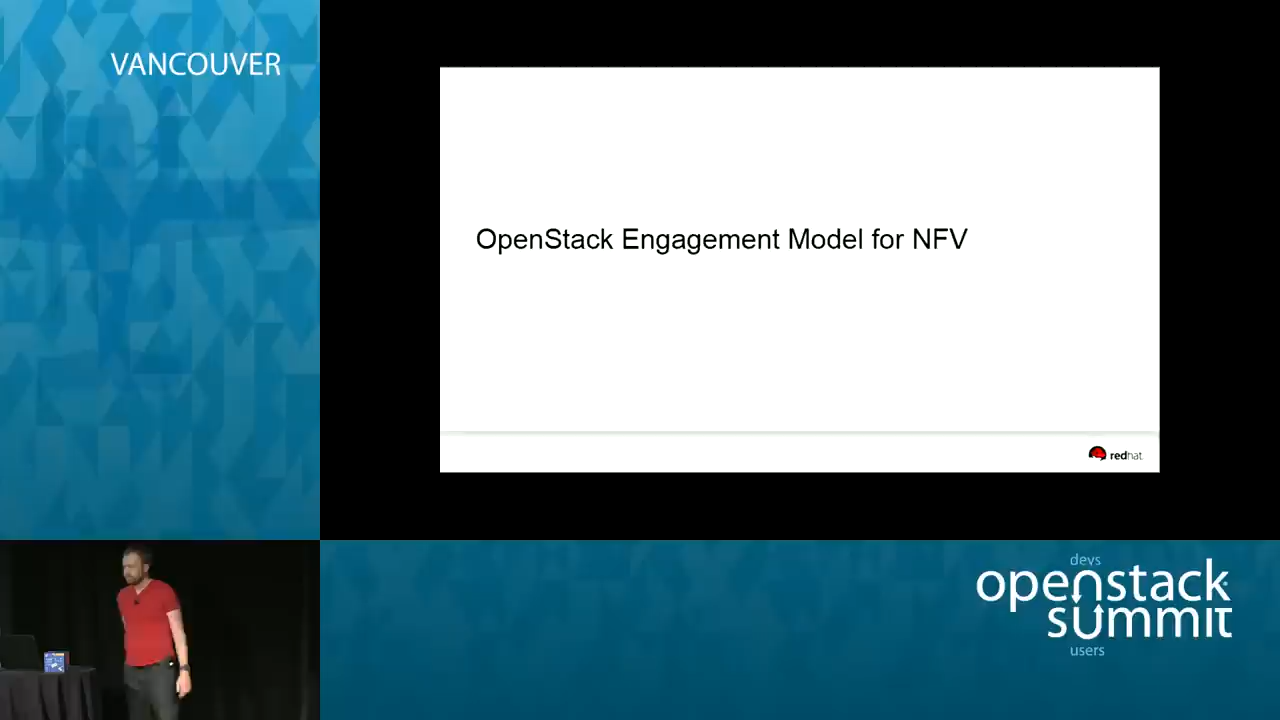 VANCOUVER
OpenStack Engagement Model for NFV
redhat
devs
openstack
summit
users